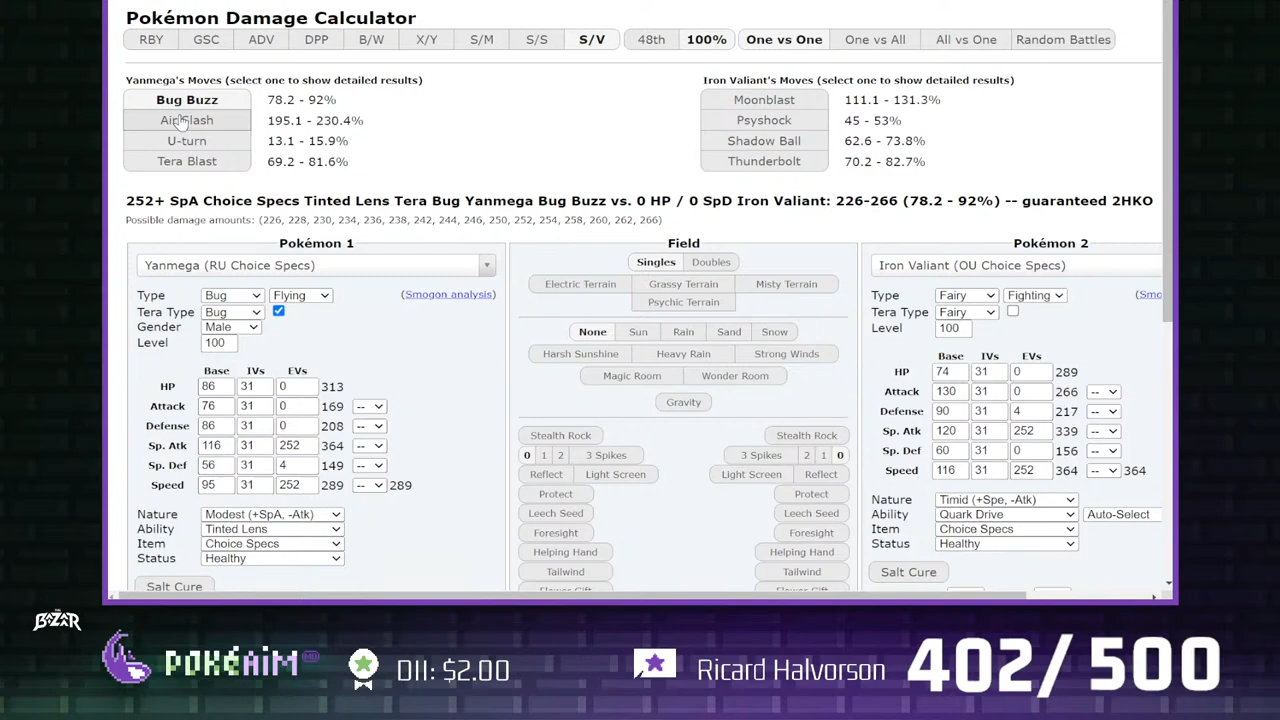 Pokémon Damage Calculator
RBY GSC ADV DPP B/W X/Y S/M S/S S/V 48th 100% One vs One One vs All All vs One Random Battles
Yanmega's Moves (select one to show detailed results)
Bug Buzz 78.2 - 92%
195.1 - 230.4%
U-turn 13.1 - 15.9%
Tera Blast 69.2 - 81.6%
Iron Valiant's Moves (select one to show detailed results)
Moonblast 111.1 - 131.3%
Psyshock 45 - 53%
Shadow Ball 62.6 - 73.8%
Thunderbolt 70.2 - 82.7%
252+ SpA Choice Specs Tinted Lens Tera Bug Yanmega Bug Buzz vs. 0 HP / 0 SpD Iron Valiant: 226-266 (78.2 - 92%) -- guaranteed 2HKO
Possible damage amounts: (226, 228, 230, 234, 236, 238, 242, 244, 246, 250, 252, 254, 258, 260, 262, 266)
Pokémon 1
Yanmega (RU Choice Specs)
Type Bug Flying (Smogon analysis)
Tera Type Bug
Gender Male
Level 100
Base IVs EVs
HP 86 31 0 313
Attack 76 31 0 169 --
Defense 86 31 0 208 --
Sp. Atk 116 31 252 364 --
Sp. Def 56 31 4 149 --
Speed 95 31 252 289 -- 289
Nature Modest (+SpA, -Atk)
Ability Tinted Lens
Item Choice Specs
Status Healthy
Salt Cure
Field
Singles Doubles
Electric Terrain Grassy Terrain Misty Terrain
Psychic Terrain
None Sun Rain Sand Snow
Harsh Sunshine Heavy Rain Strong Winds
Magic Room Wonder Room
Gravity
Stealth Rock Stealth Rock
0 1 2 3 Spikes 3 Spikes 2 1 0
Reflect Light Screen Light Screen Reflect
Protect Protect
Leech Seed Leech Seed
Foresight Foresight
Helping Hand Helping Hand
Tailwind Tailwind
Pokémon 2
Iron Valiant (OU Choice Specs)
Type Fairy Fighting (Smo
Tera Type Fairy
Level 100
Base IVs EVs
HP 74 31 0 289
Attack 130 31 0 266 --
Defense 90 31 4 217 --
Sp. Atk 120 31 252 339 --
Sp. Def 60 31 0 156 --
Speed 116 31 252 364 -- 364
Nature Timid (+Spe, -Atk)
Ability Quark Drive Auto-Select
Item Choice Specs
Status Healthy
Salt Cure
THE BAZAR
POKéAIM MD
D11: $2.00
Ricard Halvorson
402/500